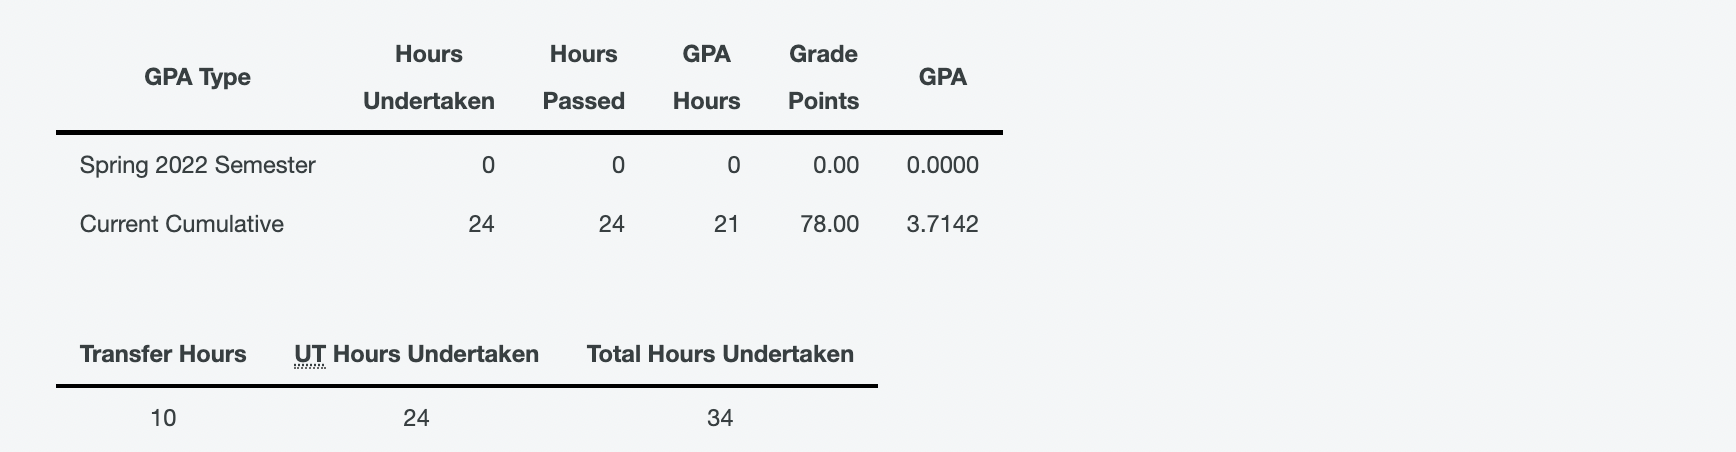 GPA Type Hours Undertaken Hours Passed GPA Hours Grade Points GPA
Spring 2022 Semester 0 0 0 0.00 0.0000
Current Cumulative 24 24 21 78.00 3.7142
Transfer Hours UT Hours Undertaken Total Hours Undertaken
10 24 34